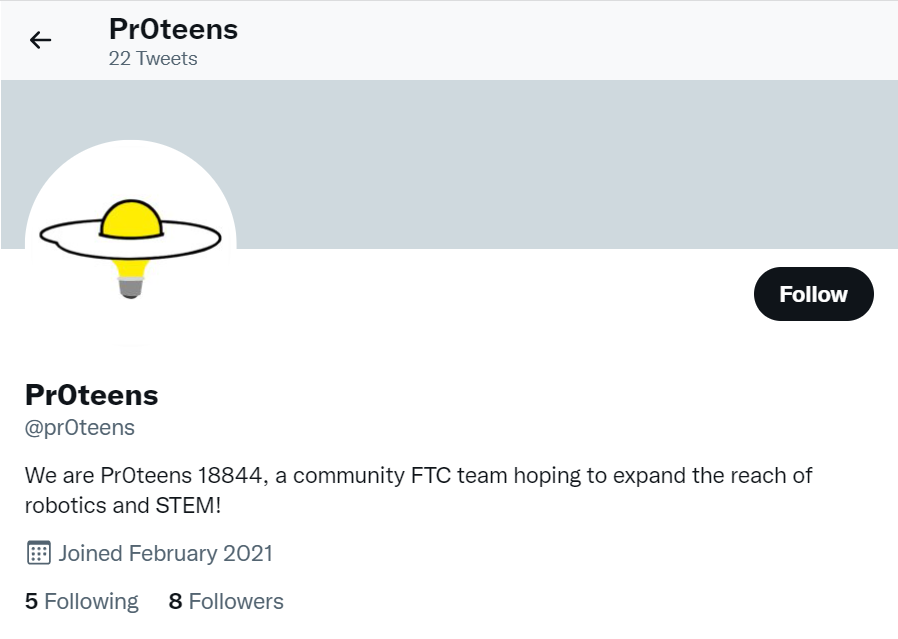 Pr0teens
22 Tweets
Follow
Pr0teens
@pr0teens
We are Pr0teens 18844, a community FTC team hoping to expand the reach of
robotics and STEM!
Joined February 2021
5 Following 8 Followers